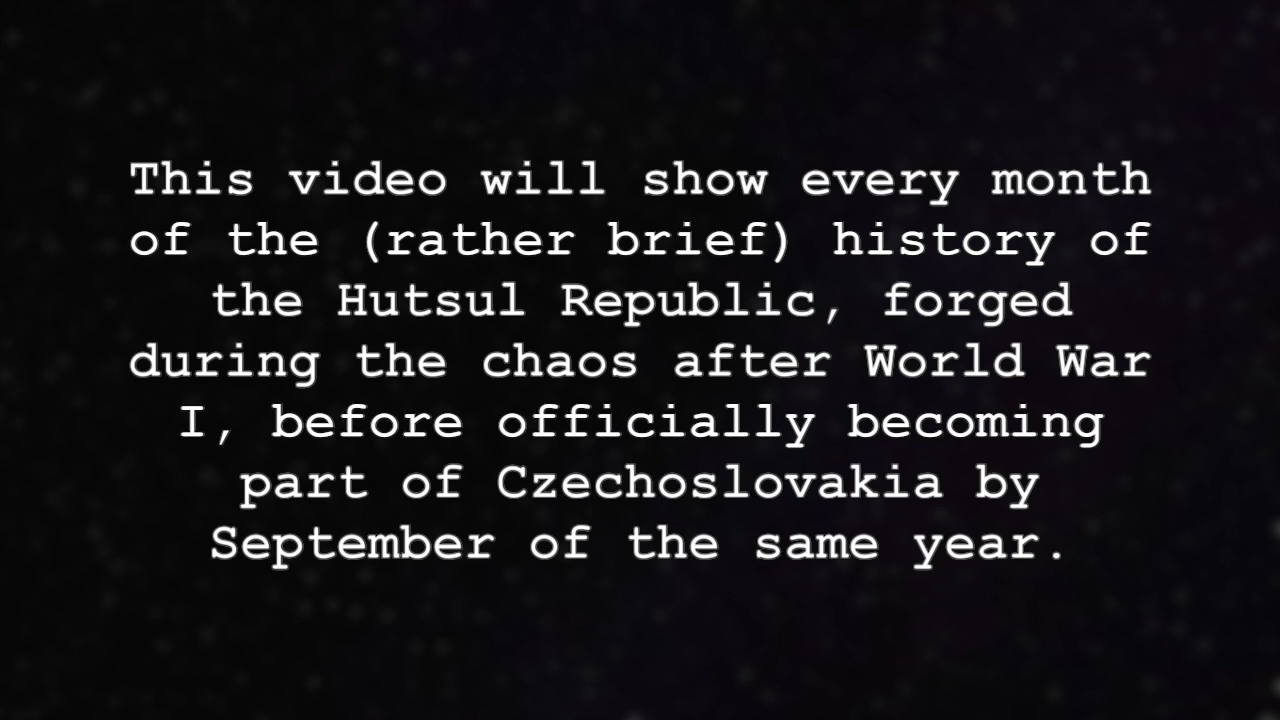 This video will show every month
of the (rather brief) history of
the Hutsul Republic, forged
during the chaos after World War
I, before officially becoming
part of Czechoslovakia by
September of the same year.